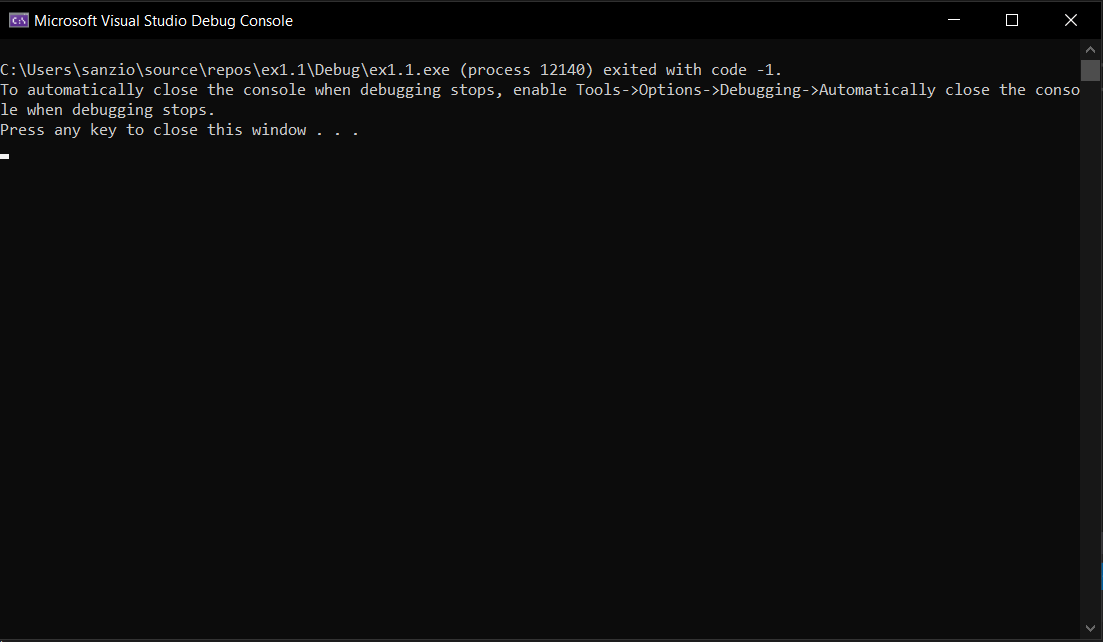 Microsoft Visual Studio Debug Console
C:\Users\sanzio\source\repos\ex1.1\Debug\ex1.1.exe (process 12140) exited with code -1.
To automatically close the console when debugging stops, enable Tools->Options->Debugging->Automatically close the conso
le when debugging stops.
Press any key to close this window . . .